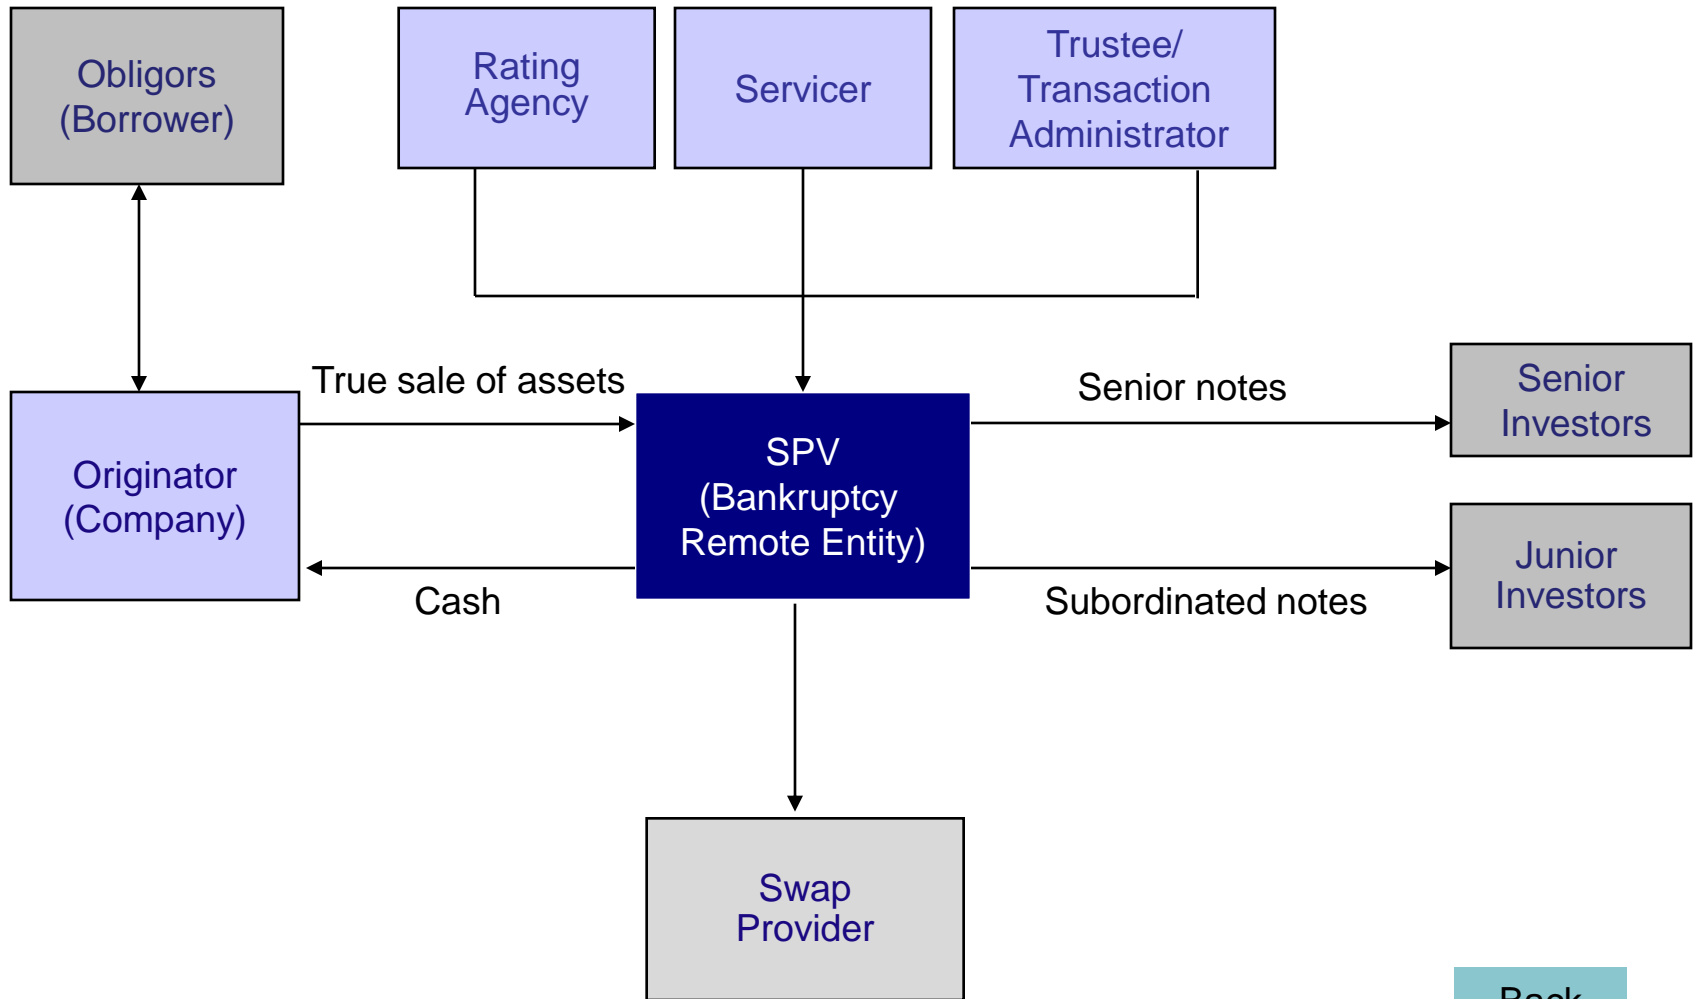 Obligors
(Borrower)
Rating
Agency
Servicer
Trustee/
Transaction
Administrator
True sale of assets
Senior notes
Senior
Investors
Originator
(Company)
SPV
(Bankruptcy
Remote Entity)
Cash
Subordinated notes
Junior
Investors
Swap
Provider
Back